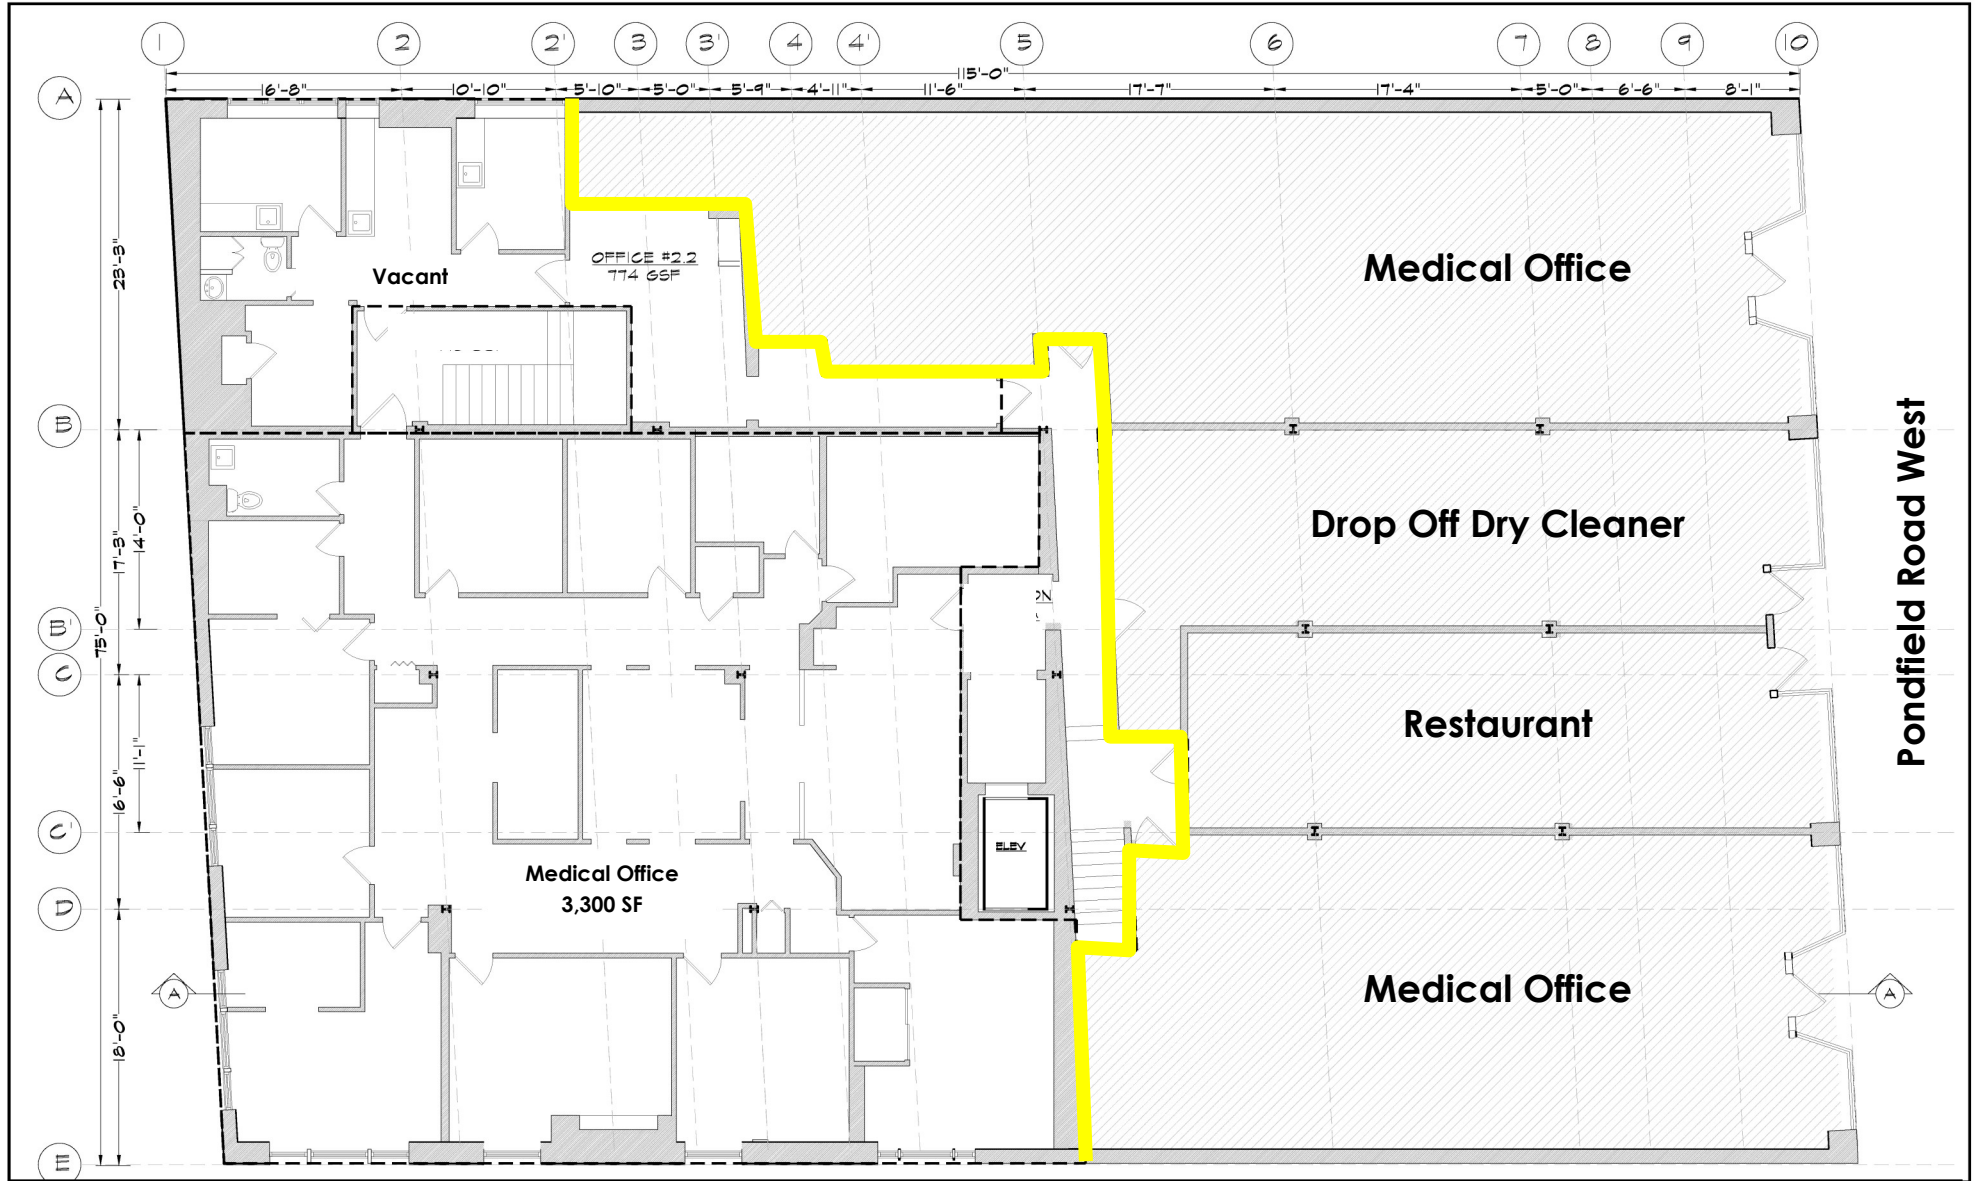 1 2 2' 3 3' 4 4' 5 6 7 8 9 10
115'-0"
16'-8" 10'-10" 5'-10" 5'-0" 5'-9" 4'-11" 11'-6" 17'-7" 17'-4" 5'-0" 6'-6" 8'-1"
A
23'-3"
OFFICE #2.2
774 GSF
Vacant
Medical Office
B
14'-0"
17'-3"
Drop Off Dry Cleaner
Pondfield Road West
B'
75'-0"
C
Restaurant
11'-1"
16'-6"
C'
ELEV
Medical Office
3,300 SF
D
A
Medical Office
A
18'-0"
E